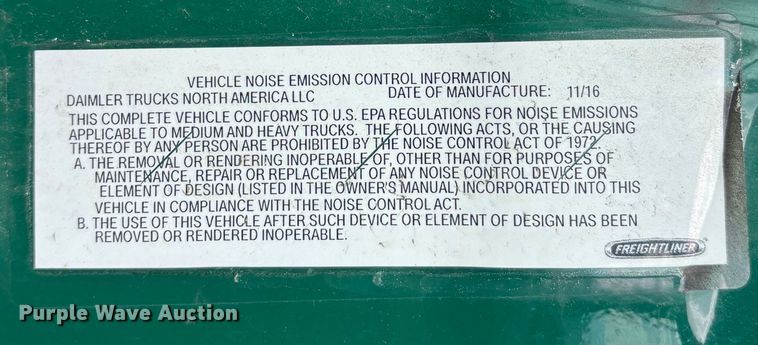 VEHICLE NOISE EMISSION CONTROL INFORMATION
DAIMLER TRUCKS NORTH AMERICA LLC DATE OF MANUFACTURE: 11/16
THIS COMPLETE VEHICLE CONFORMS TO U.S. EPA REGULATIONS FOR NOISE EMISSIONS
APPLICABLE TO MEDIUM AND HEAVY TRUCKS. THE FOLLOWING ACTS, OR THE CAUSING
THEREOF BY ANY PERSON ARE PROHIBITED BY THE NOISE CONTROL ACT OF 1972.
A. THE REMOVAL OR RENDERING INOPERABLE OF, OTHER THAN FOR PURPOSES OF
MAINTENANCE, REPAIR OR REPLACEMENT OF ANY NOISE CONTROL DEVICE OR
ELEMENT OF DESIGN (LISTED IN THE OWNER'S MANUAL) INCORPORATED INTO THIS
VEHICLE IN COMPLIANCE WITH THE NOISE CONTROL ACT.
B. THE USE OF THIS VEHICLE AFTER SUCH DEVICE OR ELEMENT OF DESIGN HAS BEEN
REMOVED OR RENDERED INOPERABLE.
FREIGHTLINER
Purple Wave Auction